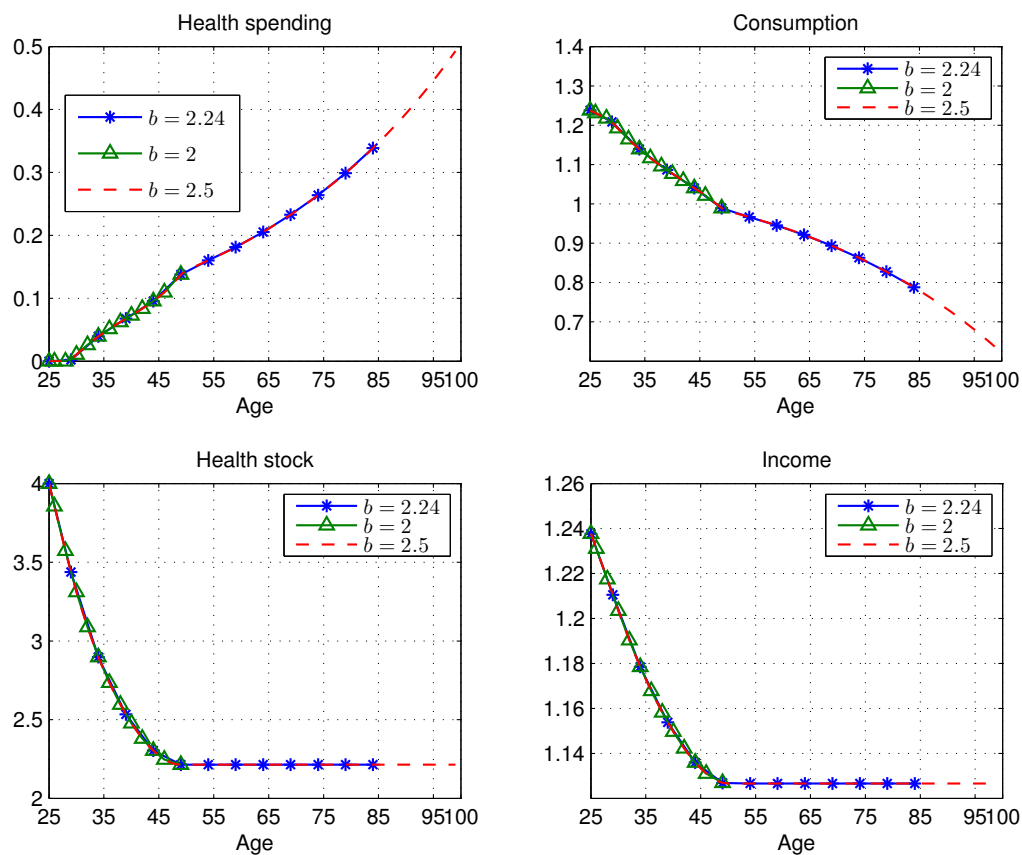 Health spending
0.5
0.4
0.3
0.2
0.1
0
b = 2.24
b = 2
b = 2.5
25 35 45 55 65 75 85 95100
Age
Consumption
1.4
1.3
1.2
1.1
1
0.9
0.8
0.7
b = 2.24
b = 2
b = 2.5
25 35 45 55 65 75 85 95100
Age
Health stock
4
3.5
3
2.5
2
b = 2.24
b = 2
b = 2.5
25 35 45 55 65 75 85 95100
Age
Income
1.26
1.24
1.22
1.2
1.18
1.16
1.14
b = 2.24
b = 2
b = 2.5
25 35 45 55 65 75 85 95100
Age